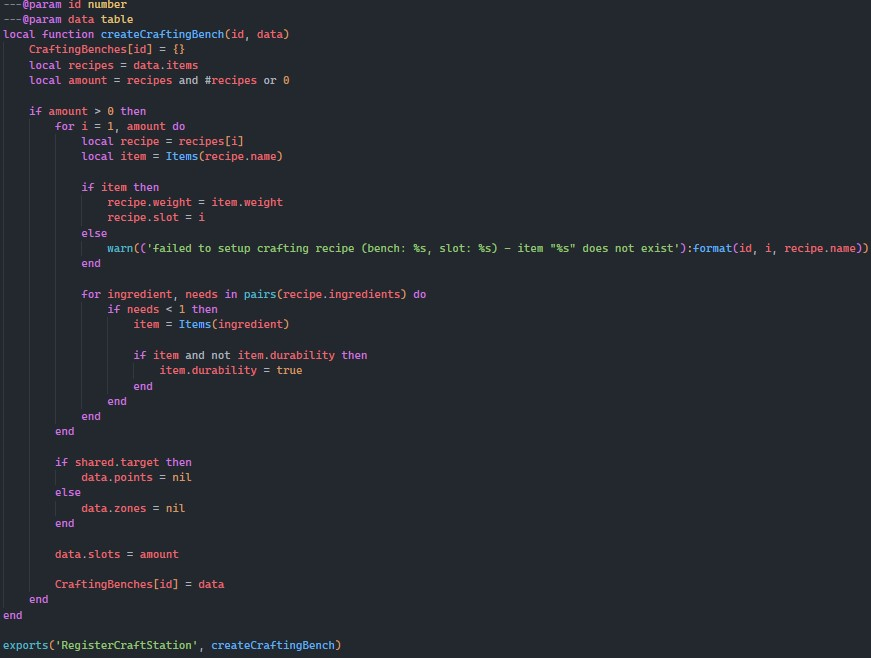 ---@param id number
---@param data table
local function createCraftingBench(id, data)
    CraftingBenches[id] = {}
    local recipes = data.items
    local amount = recipes and #recipes or 0

    if amount > 0 then
        for i = 1, amount do
            local recipe = recipes[i]
            local item = Items(recipe.name)

            if item then
                recipe.weight = item.weight
                recipe.slot = i
            else
                warn(('failed to setup crafting recipe (bench: %s, slot: %s) - item "%s" does not exist'):format(id, i, recipe.name))
            end

            for ingredient, needs in pairs(recipe.ingredients) do
                if needs < 1 then
                    item = Items(ingredient)

                    if item and not item.durability then
                        item.durability = true
                    end
                end
            end
        end

        if shared.target then
            data.points = nil
        else
            data.zones = nil
        end

        data.slots = amount

        CraftingBenches[id] = data
    end
end

exports('RegisterCraftStation', createCraftingBench)